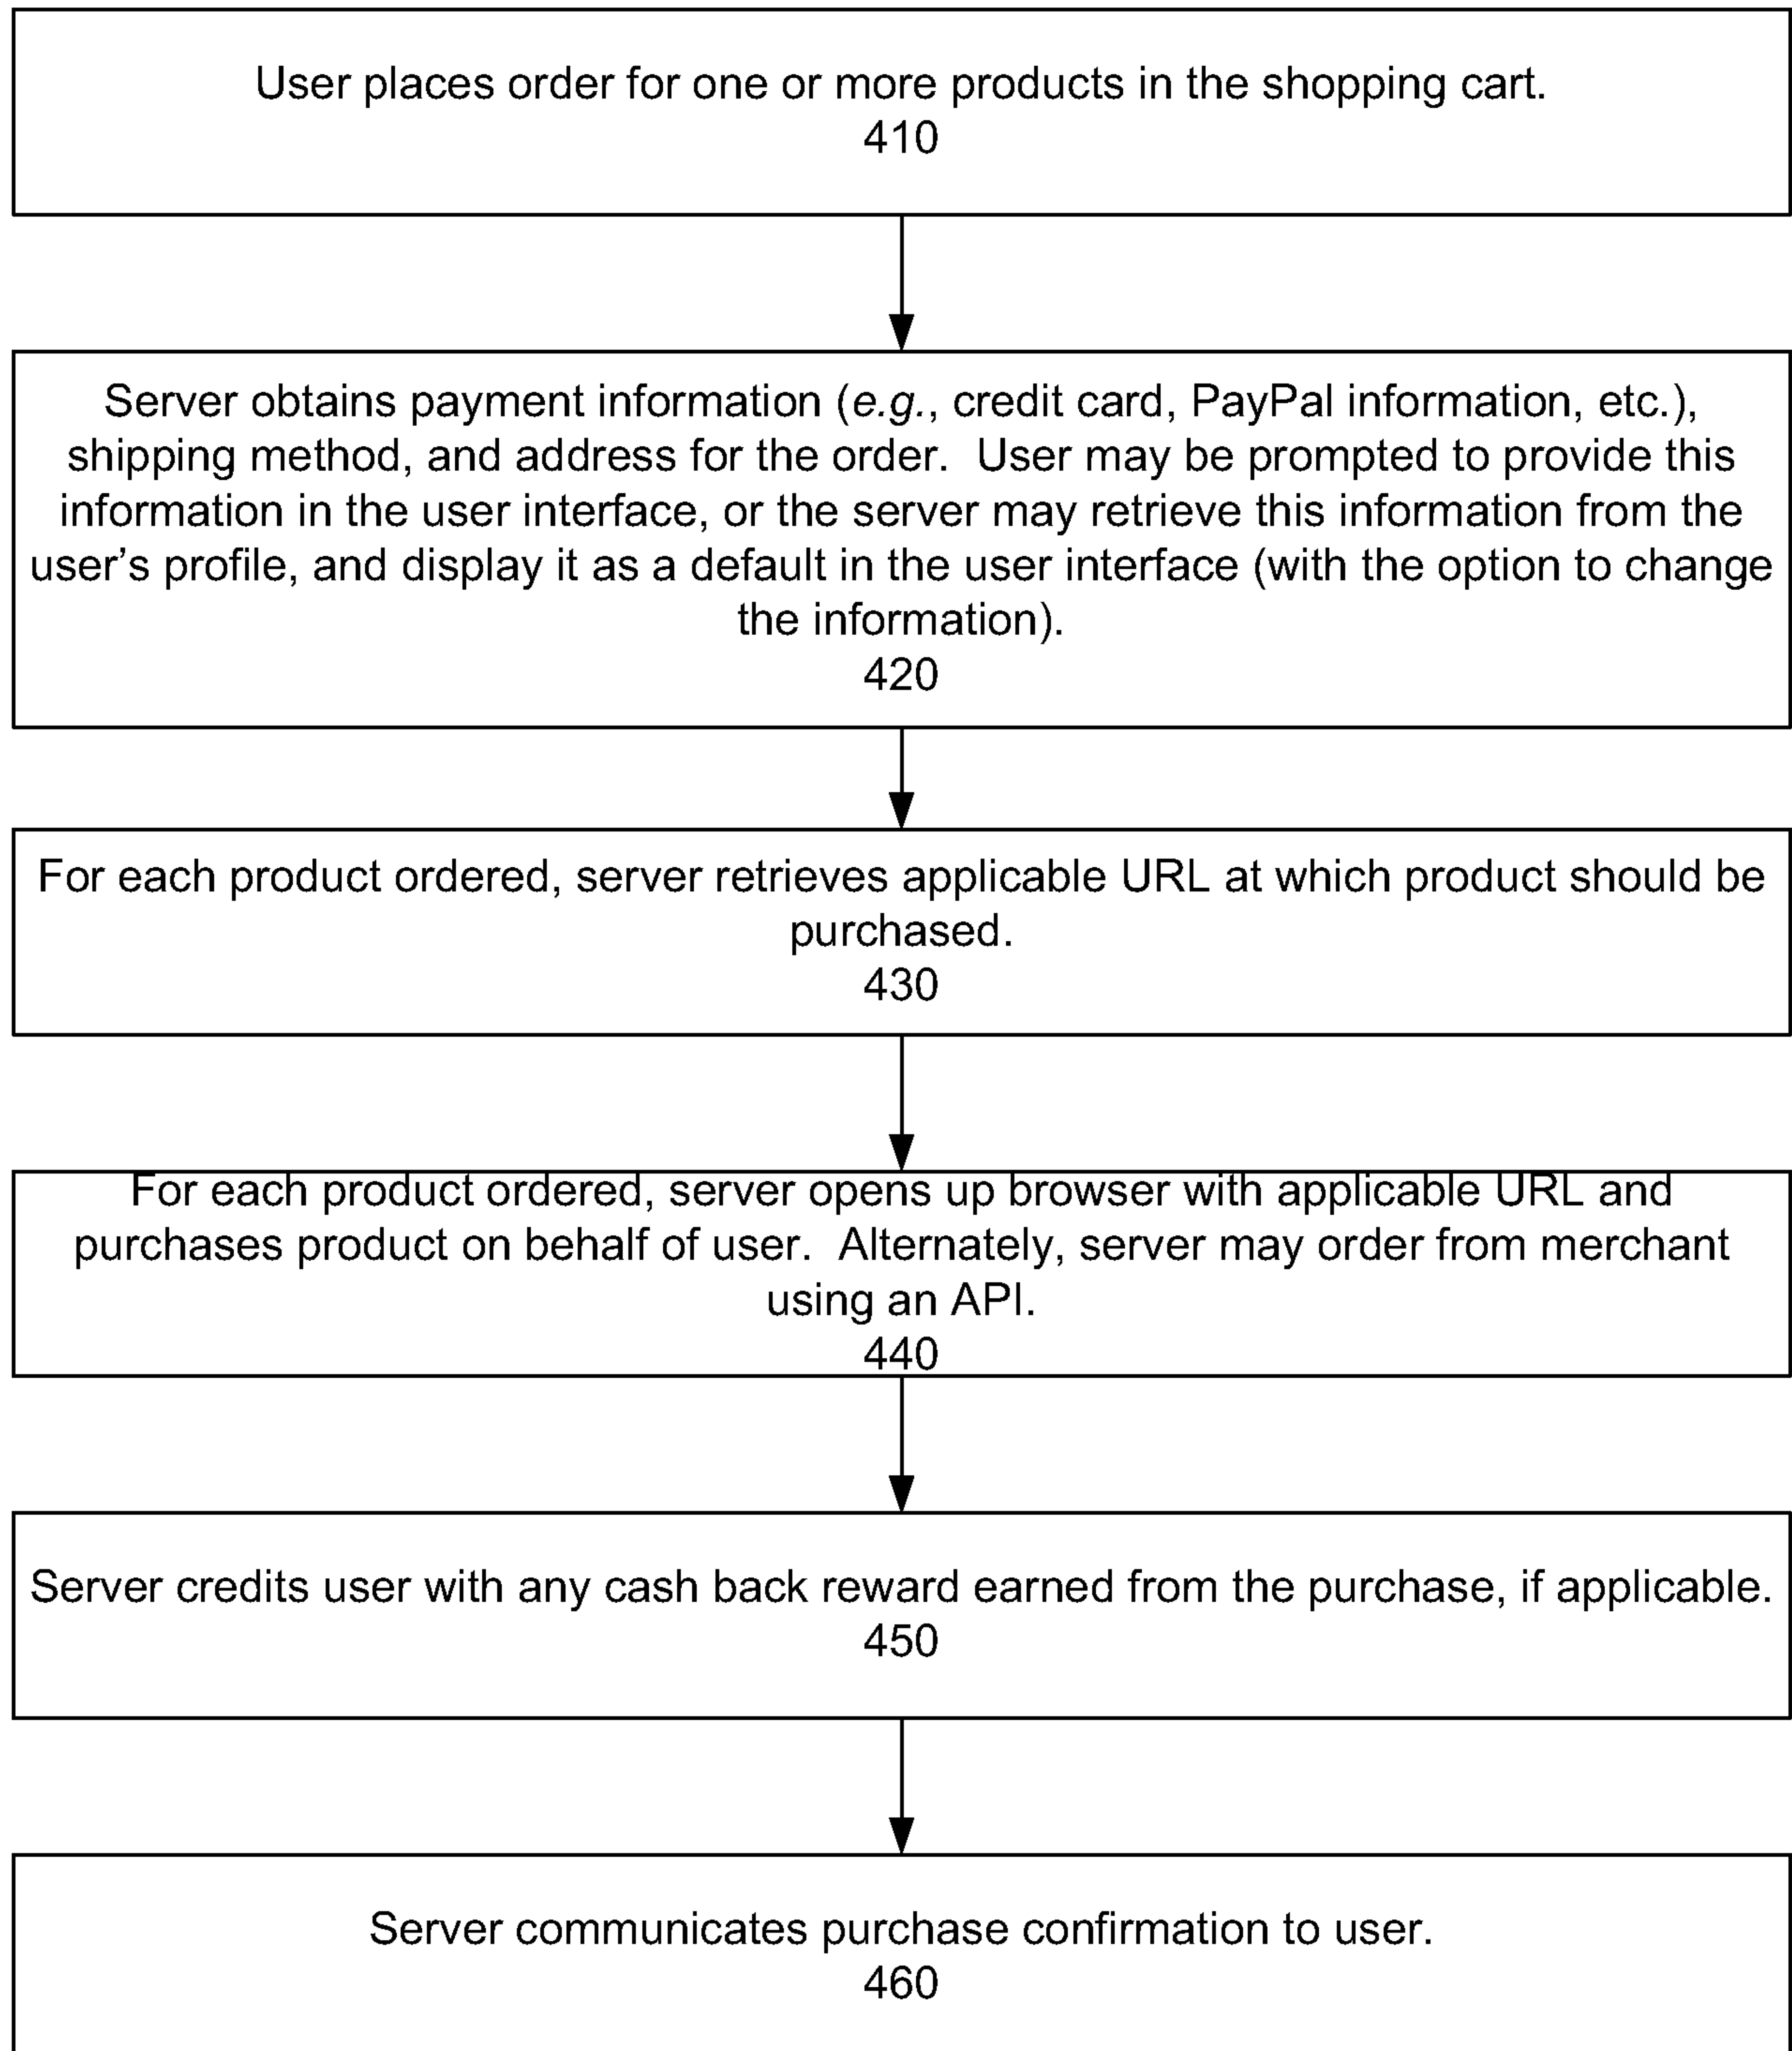 User places order for one or more products in the shopping cart.
410
Server obtains payment information (e.g., credit card, PayPal information, etc.),
shipping method, and address for the order.  User may be prompted to provide this
information in the user interface, or the server may retrieve this information from the
user’s profile, and display it as a default in the user interface (with the option to change
the information).
420
For each product ordered, server retrieves applicable URL at which product should be
purchased.
430
For each product ordered, server opens up browser with applicable URL and
purchases product on behalf of user.  Alternately, server may order from merchant
using an API.
440
Server credits user with any cash back reward earned from the purchase, if applicable.
450
Server communicates purchase confirmation to user.
460